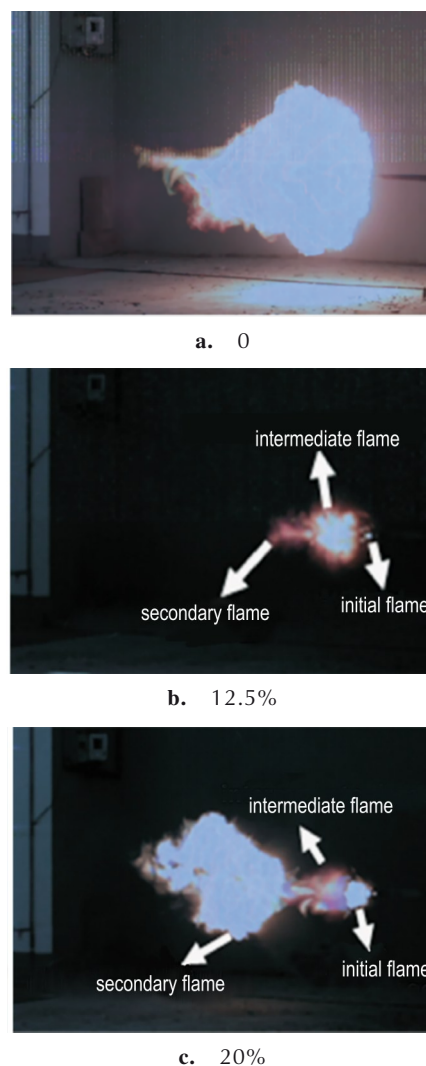 a. 0
intermediate flame
secondary flame
initial flame
b. 12.5%
intermediate flame
secondary flame
initial flame
c. 20%